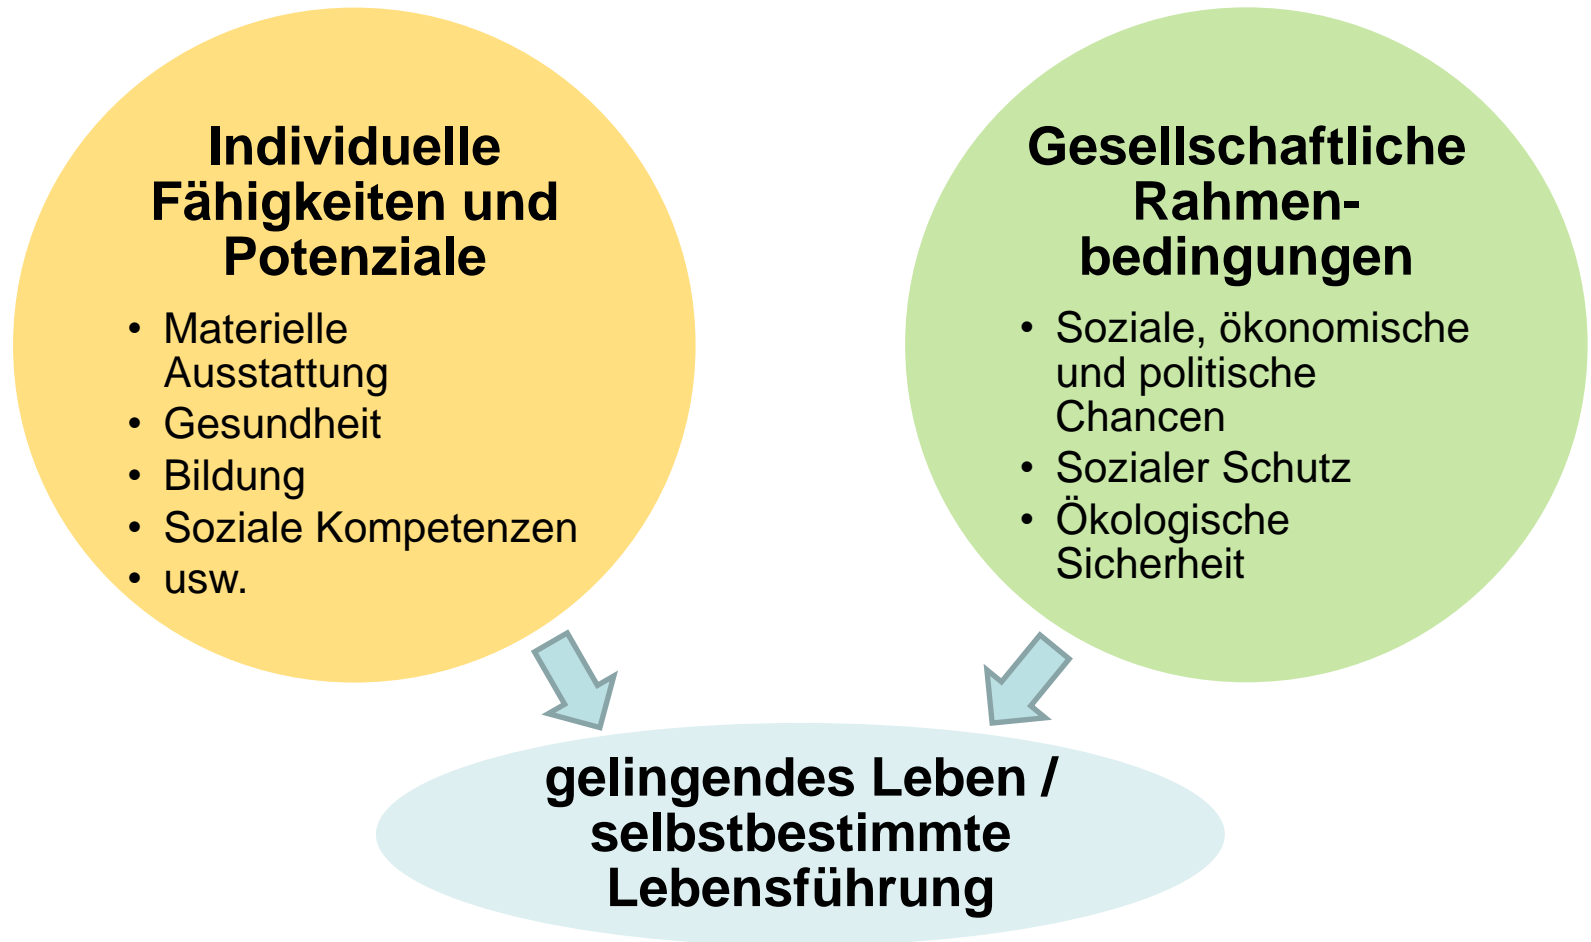 Individuelle
Fähigkeiten und
Potenziale
• Materielle
Ausstattung
• Gesundheit
• Bildung
• Soziale Kompetenzen
• usw.
Gesellschaftliche
Rahmen-
bedingungen
• Soziale, ökonomische
und politische
Chancen
• Sozialer Schutz
• Ökologische
Sicherheit
gelingendes Leben /
selbstbestimmte
Lebensführung